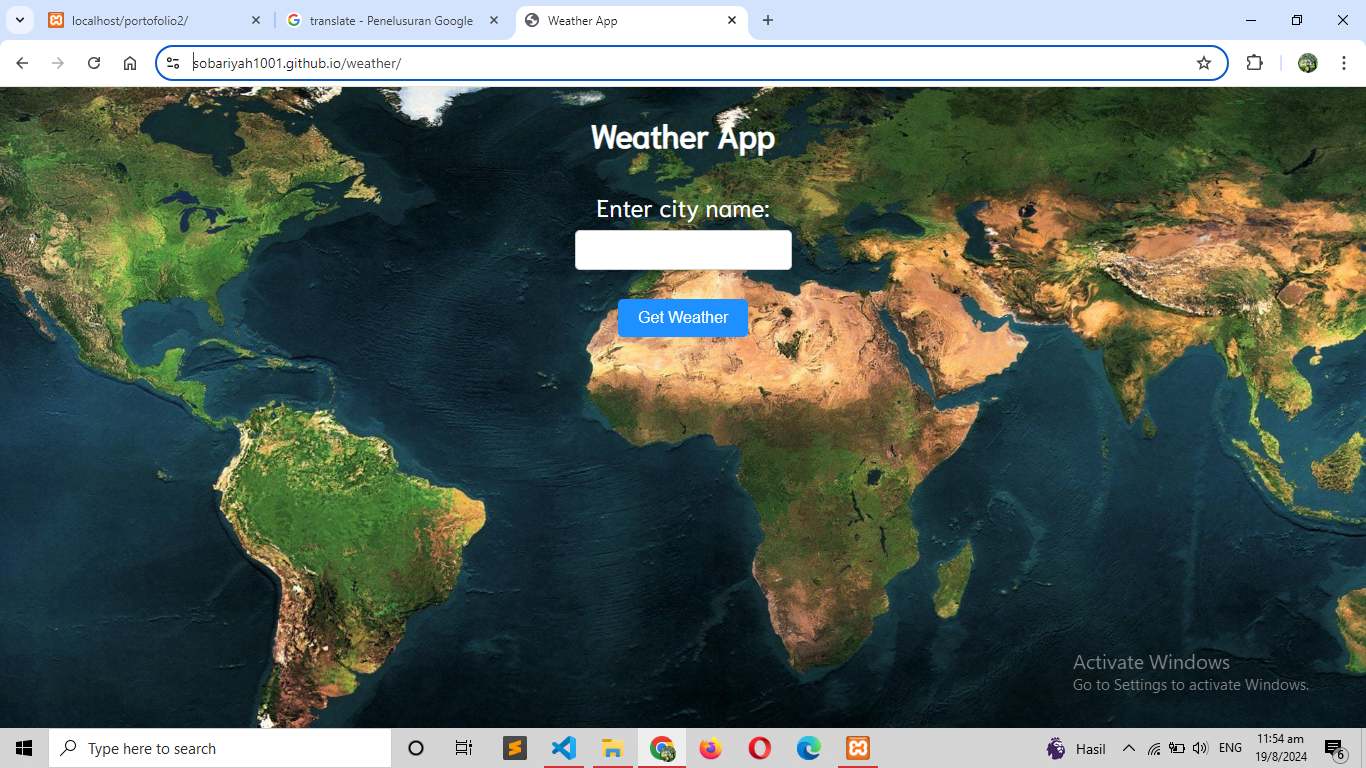 localhost/portofolio2/
translate - Penelusuran Google
Weather App
sobariyah1001.github.io/weather/
Weather App
Enter city name:
Get Weather
Activate Windows
Go to Settings to activate Windows.
Type here to search
Hasil
ENG
11:54 am
19/8/2024
6